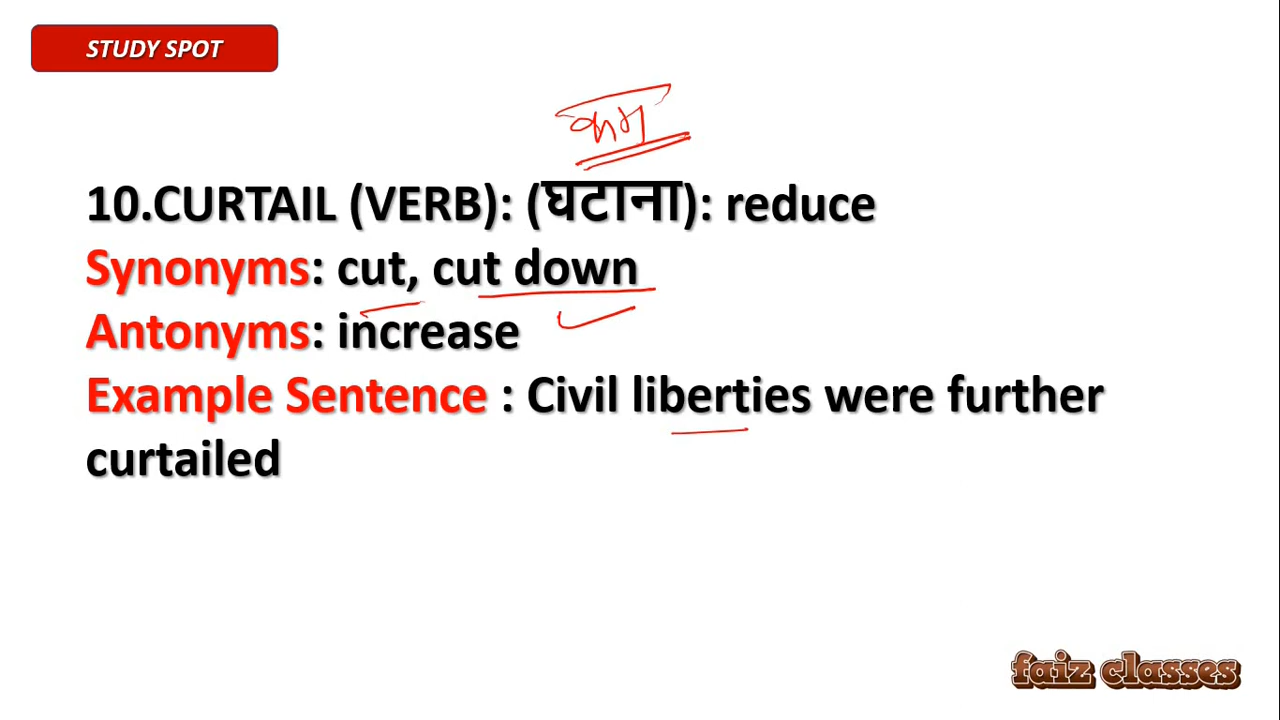 STUDY SPOT
कम
10.CURTAIL (VERB): (घटाना): reduce
Synonyms: cut, cut down
Antonyms: increase
Example Sentence : Civil liberties were further
curtailed
faiz classes